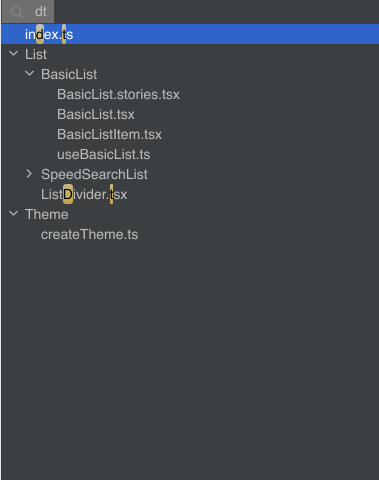 dt
index.ts
List
BasicList
BasicList.stories.tsx
BasicList.tsx
BasicListItem.tsx
useBasicList.ts
SpeedSearchList
ListDivider.tsx
Theme
createTheme.ts